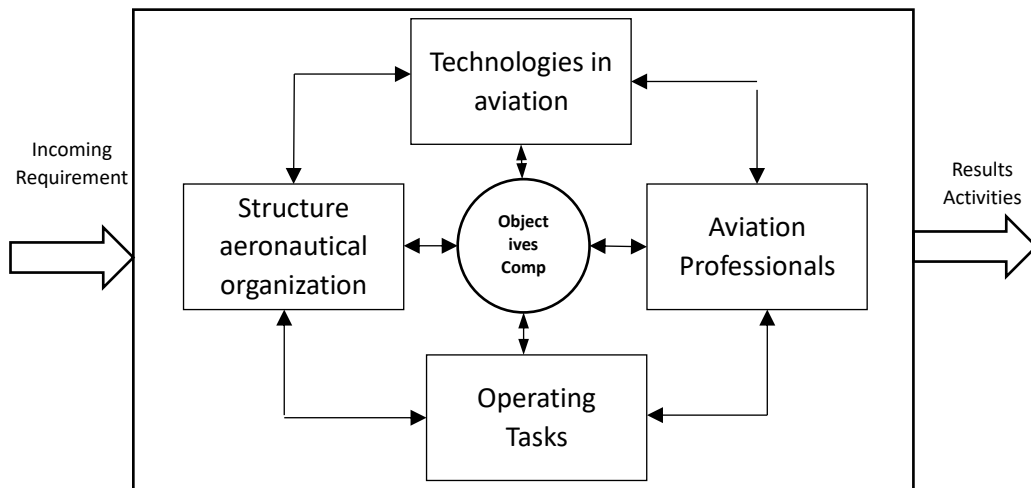 Technologies in
aviation
Incoming
Requirement
Structure
aeronautical
organization
Object
ives
Comp
Aviation
Professionals
Results
Activities
Operating
Tasks